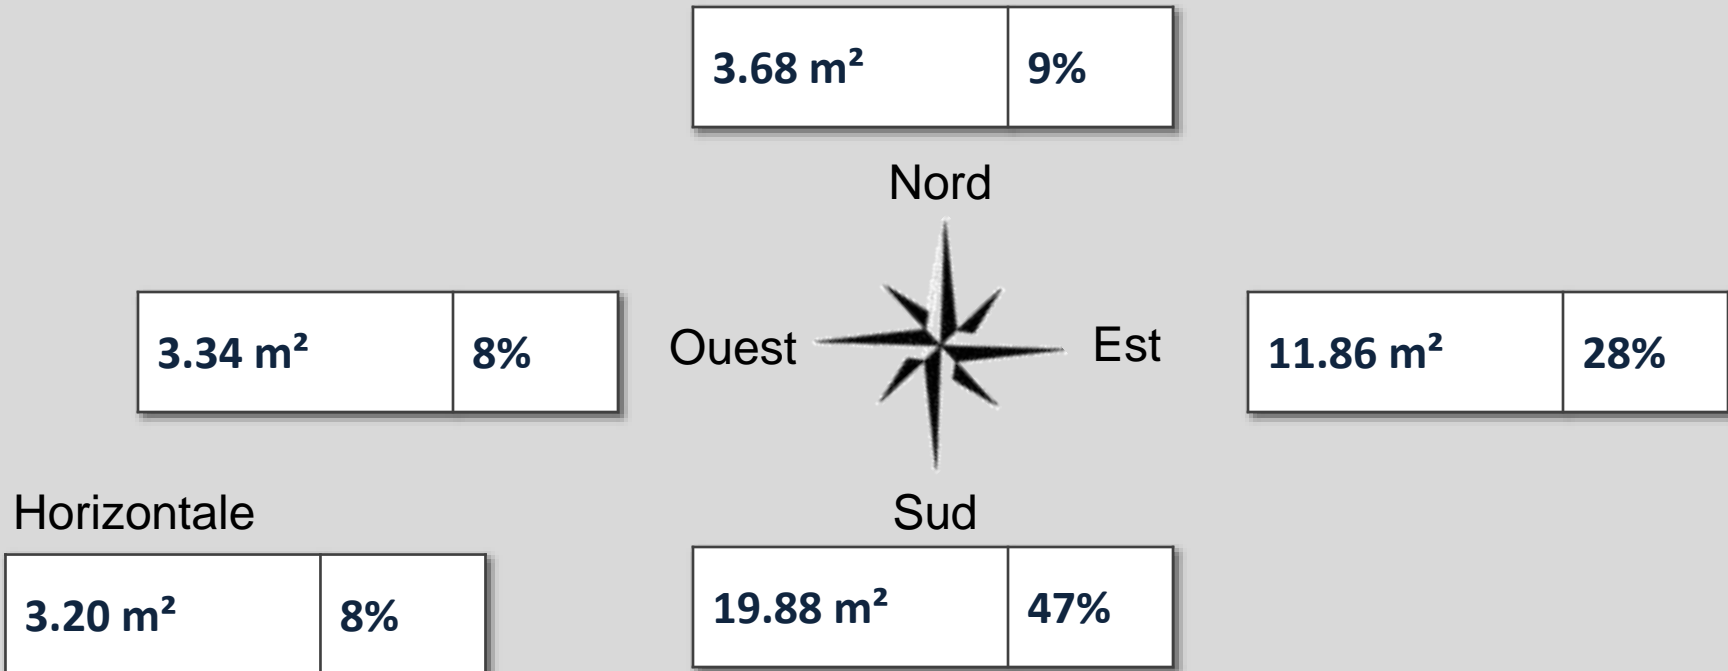 3.68 m² 9%
Nord
3.34 m² 8%
Ouest
Est
11.86 m² 28%
Horizontale
3.20 m² 8%
Sud
19.88 m² 47%